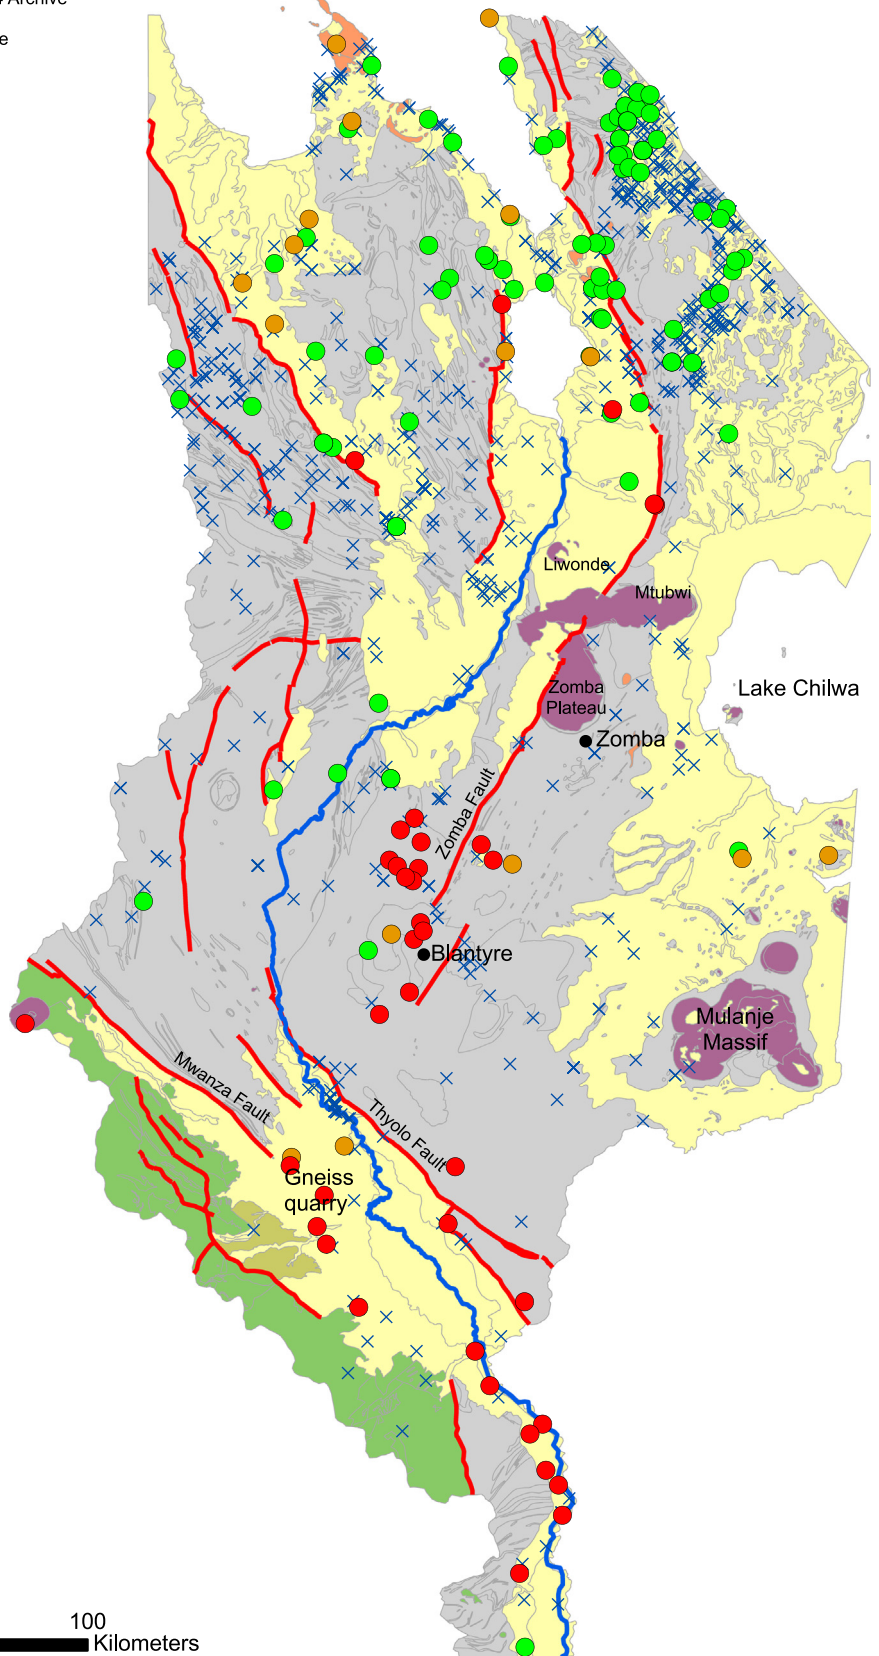 Archive
e
Liwonde
Mtubwi
Lake Chilwa
Zomba
Plateau
Zomba
Zomba Fault
Blantyre
Mulanje
Massif
Mwanza Fault
Thyolo Fault
Gneiss
quarry
100
Kilometers